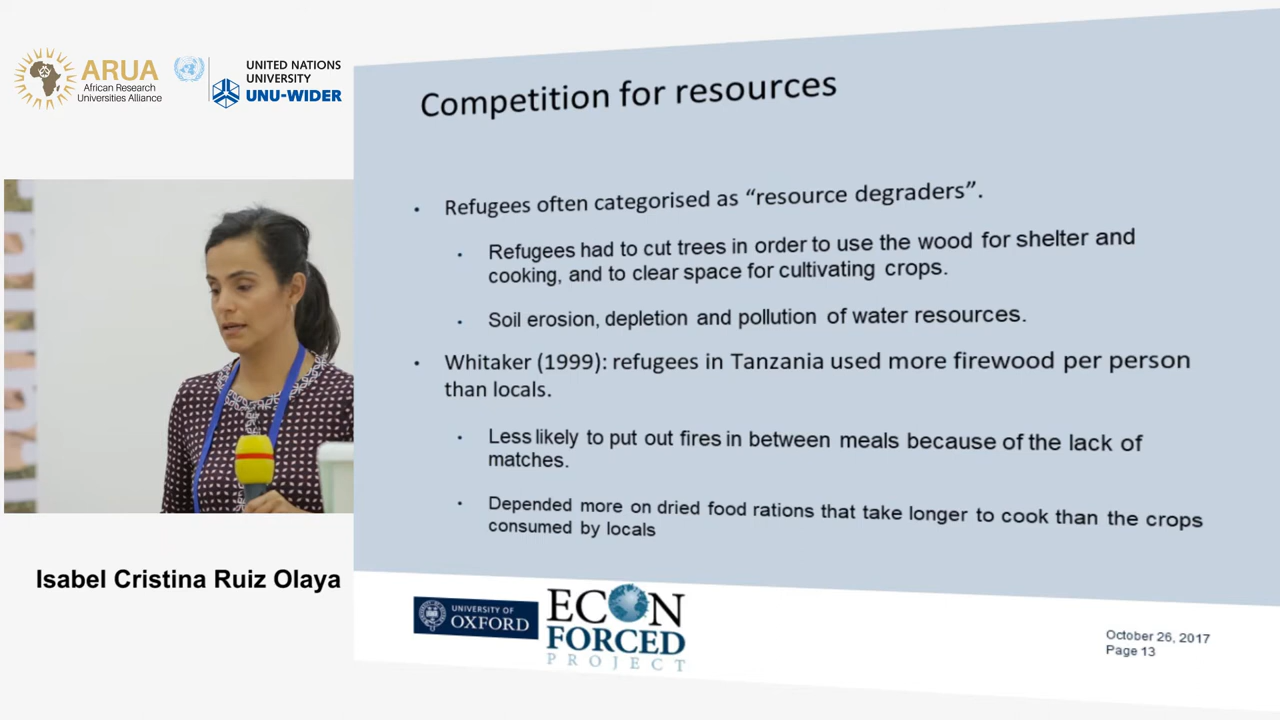 ARUA
African Research
Universities Alliance
UNITED NATIONS
UNIVERSITY
UNU-WIDER
Competition for resources
• Refugees often categorised as “resource degraders”.
• Refugees had to cut trees in order to use the wood for shelter and
cooking, and to clear space for cultivating crops.
• Soil erosion, depletion and pollution of water resources.
• Whitaker (1999): refugees in Tanzania used more firewood per person
than locals.
• Less likely to put out fires in between meals because of the lack of
matches.
• Depended more on dried food rations that take longer to cook than the crops
consumed by locals
Isabel Cristina Ruiz Olaya
UNIVERSITY OF
OXFORD
ECON
FORCED
PROJECT
October 26, 2017
Page 13